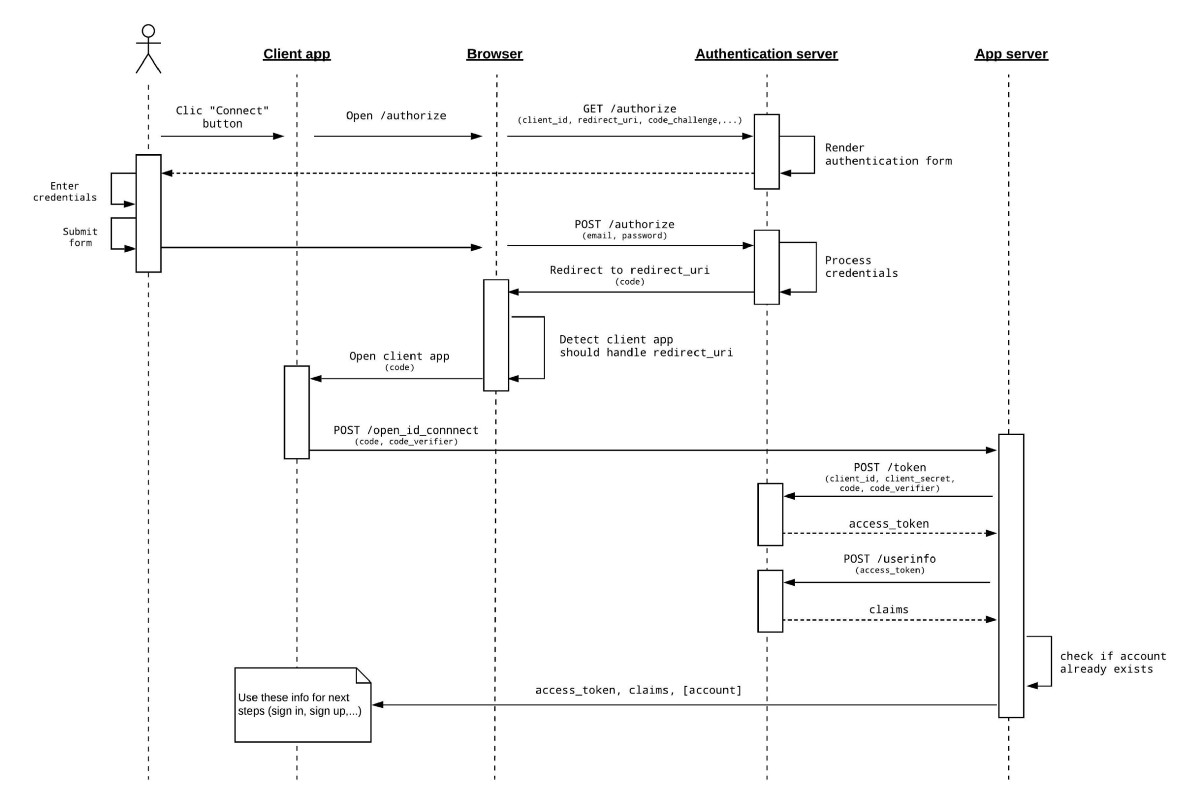 Client app
Browser
Authentication server
App server
Clic "Connect"
button
Open /authorize
GET /authorize
(client_id, redirect_uri, code_challenge,...)
Render
authentication form
Enter
credentials
Submit
form
POST /authorize
(email, password)
Process
credentials
Redirect to redirect_uri
(code)
Detect client app
should handle redirect_uri
Open client app
(code)
POST /open_id_connnect
(code, code_verifier)
POST /token
(client_id, client_secret,
code, code_verifier)
access_token
POST /userinfo
(access_token)
claims
check if account
already exists
access_token, claims, [account]
Use these info for next
steps (sign in, sign up,...)